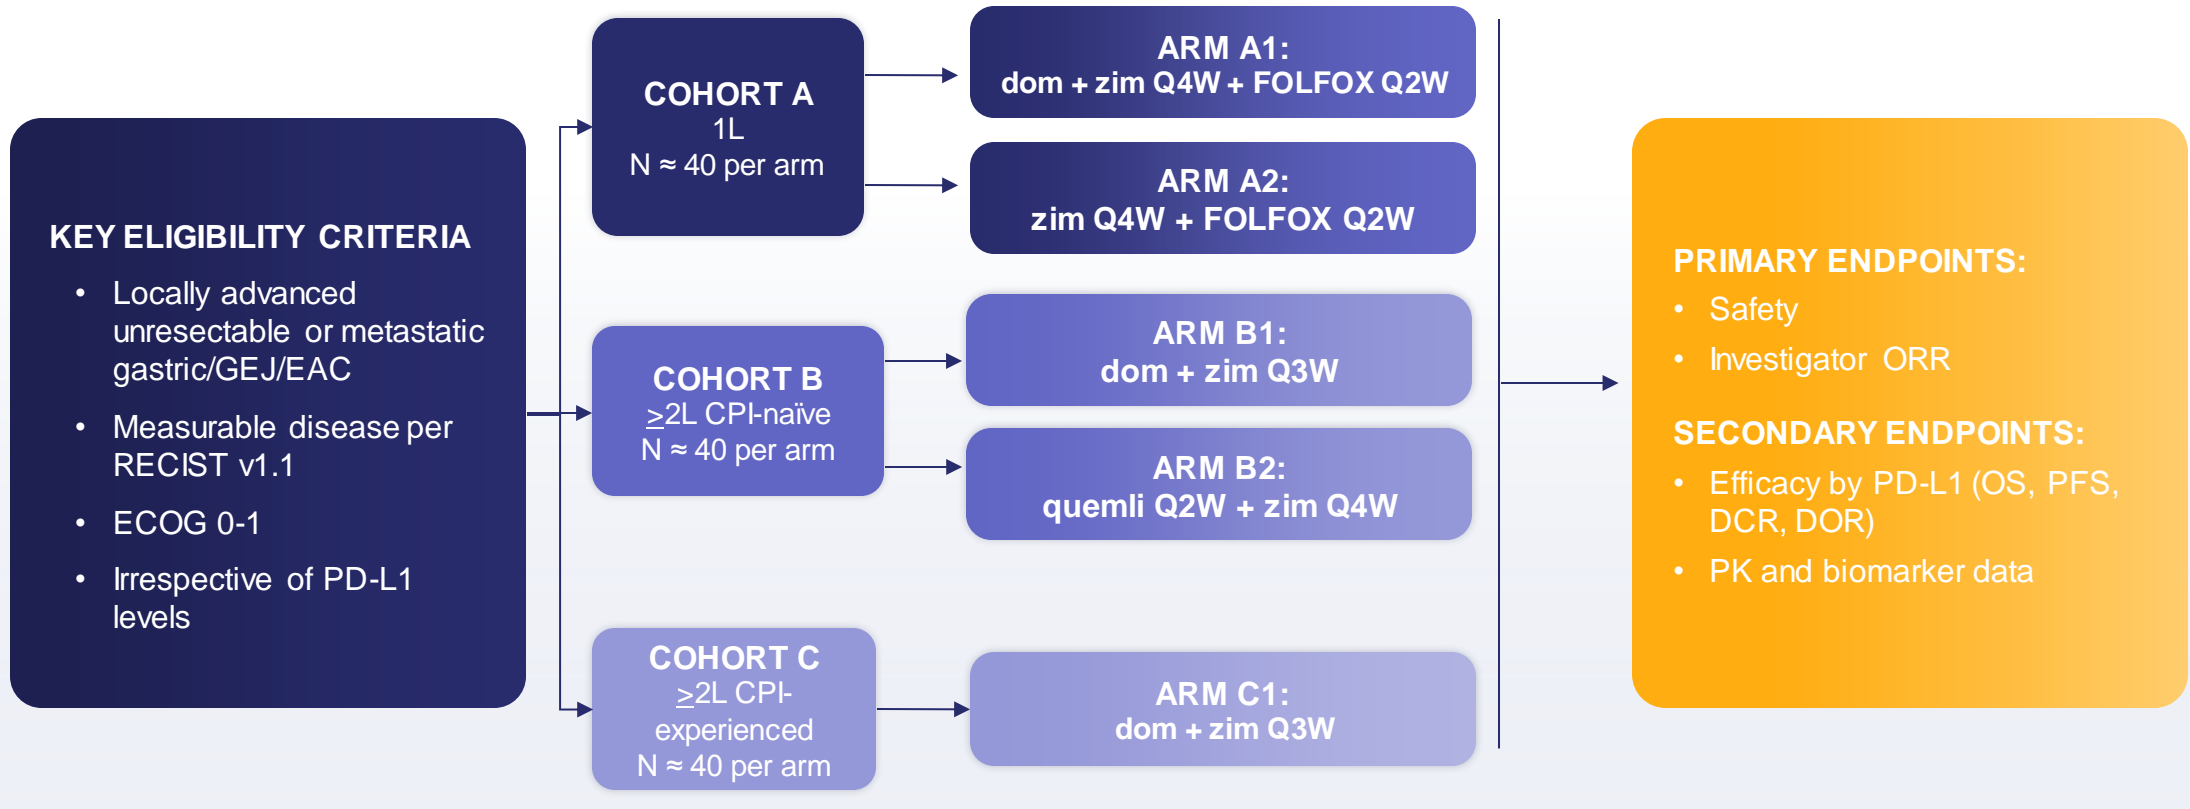 KEY ELIGIBILITY CRITERIA
• Locally advanced
unresectable or metastatic
gastric/GEJ/EAC
• Measurable disease per
RECIST v1.1
• ECOG 0-1
• Irrespective of PD-L1
levels
COHORT A
1L
N ≈ 40 per arm
ARM A1:
dom + zim Q4W + FOLFOX Q2W
ARM A2:
zim Q4W + FOLFOX Q2W
COHORT B
≥2L CPI-naïve
N ≈ 40 per arm
ARM B1:
dom + zim Q3W
ARM B2:
quemli Q2W + zim Q4W
COHORT C
≥2L CPI-
experienced
N ≈ 40 per arm
ARM C1:
dom + zim Q3W
PRIMARY ENDPOINTS:
• Safety
• Investigator ORR
SECONDARY ENDPOINTS:
• Efficacy by PD-L1 (OS, PFS,
DCR, DOR)
• PK and biomarker data